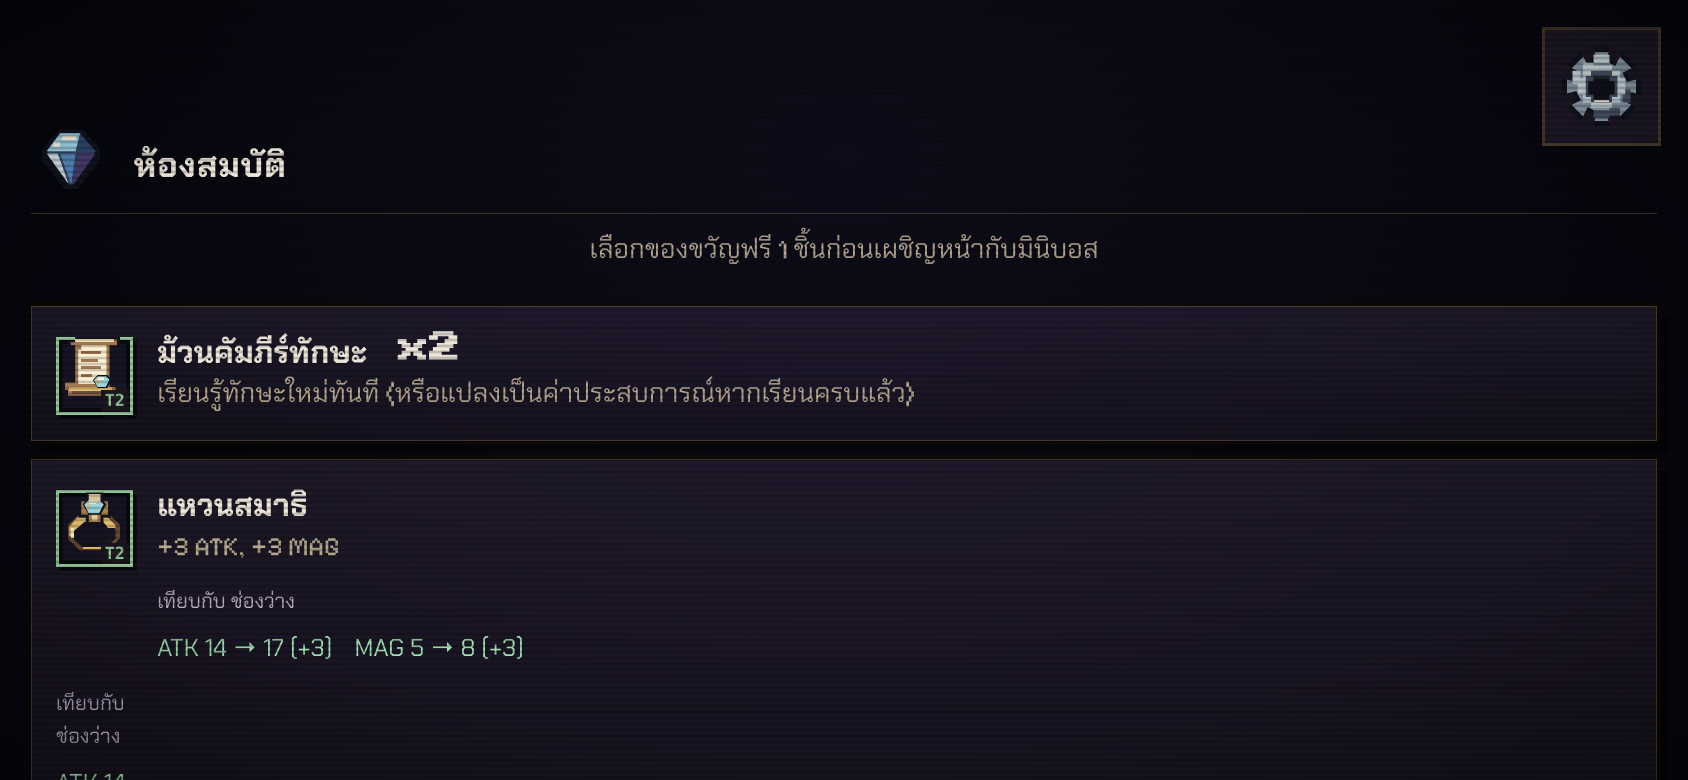 ห้องสมบัติ
เลือกของขวัญฟรี 1 ชิ้นก่อนเผชิญหน้ากับมินิบอส
ม้วนคัมภีร์ทักษะ x2
เรียนรู้ทักษะใหม่ทันที (หรือแปลงเป็นค่าประสบการณ์หากเรียนครบแล้ว)
T2
แหวนสมาธิ
+3 ATK, +3 MAG
T2
เทียบกับ ช่องว่าง
ATK 14 → 17 (+3) MAG 5 → 8 (+3)
เทียบกับ
ช่องว่าง
ATK 14